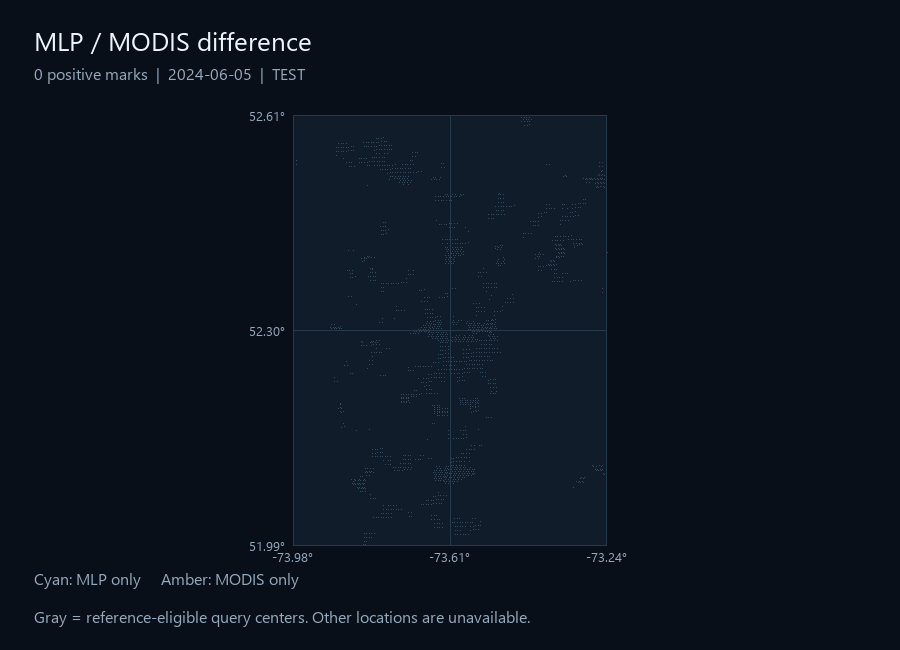 MLP / MODIS difference
0 positive marks | 2024-06-05 | TEST
52.61°
52.30°
51.99°
-73.98° -73.61° -73.24°
Cyan: MLP only Amber: MODIS only
Gray = reference-eligible query centers. Other locations are unavailable.